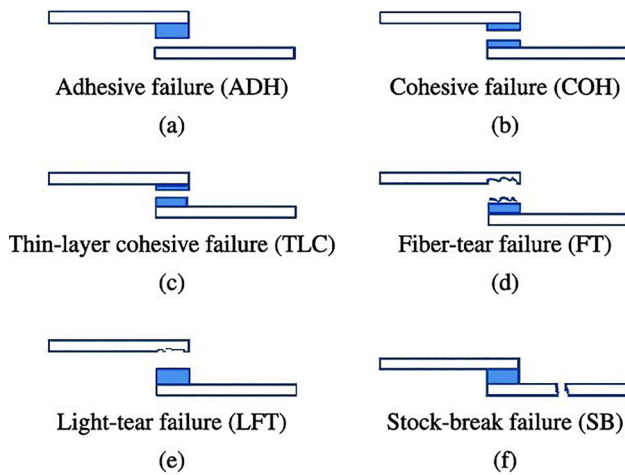 Adhesive failure (ADH)
Cohesive failure (COH)
(a)
(b)
Thin-layer cohesive failure (TLC)
Fiber-tear failure (FT)
(c)
(d)
Light-tear failure (LFT)
Stock-break failure (SB)
(e)
(f)